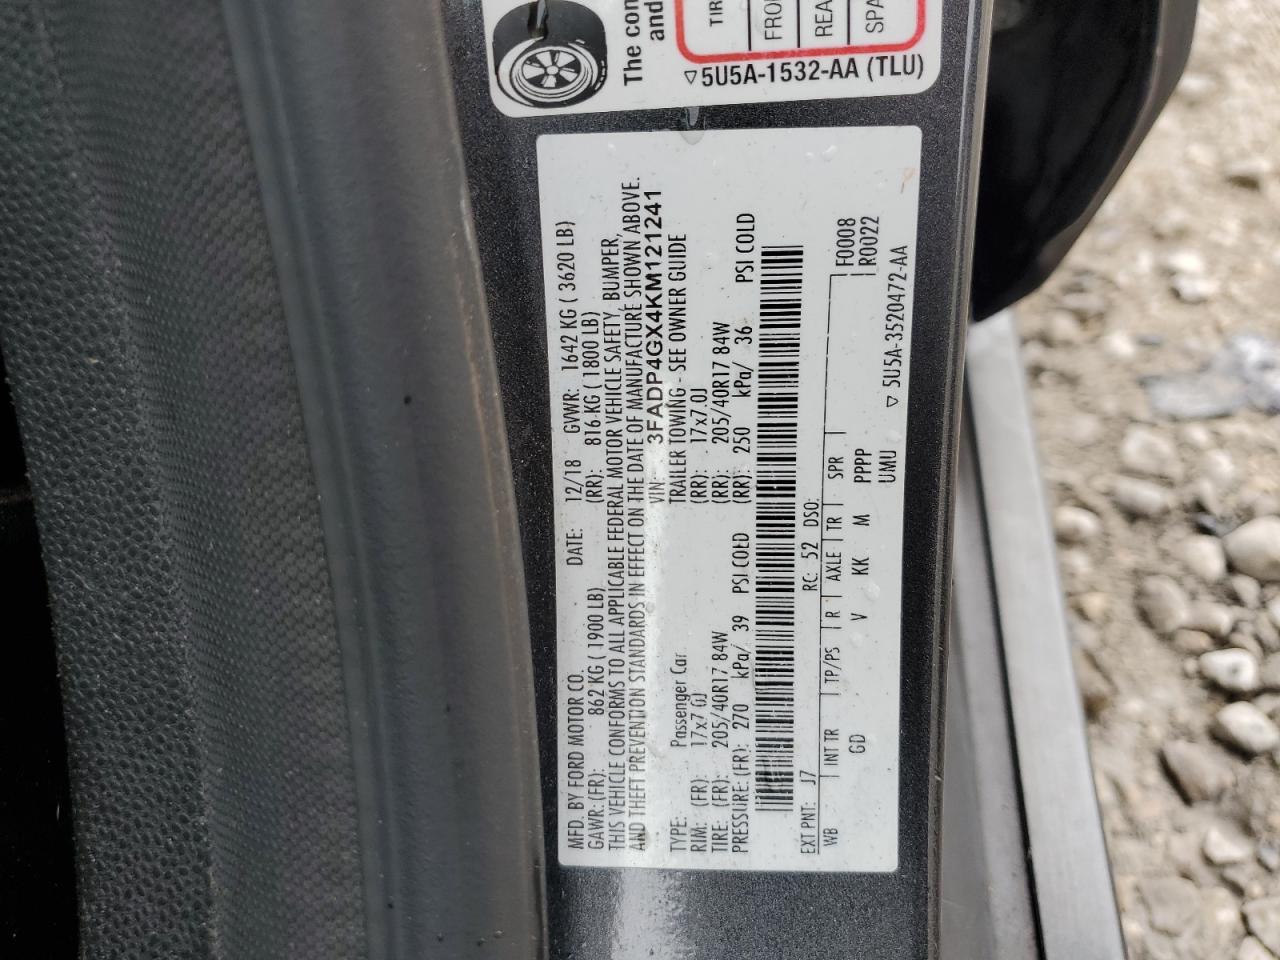 The con
and
TIR
FRO
REA
SPA
▽5U5A-1532-AA (TLU)
MFD. BY FORD MOTOR CO. DATE: 12/18 GVWR: 1642 KG ( 3620 LB)
GAWR: (FR): 862 KG ( 1900 LB) (RR): 816 KG ( 1800 LB)
THIS VEHICLE CONFORMS TO ALL APPLICABLE FEDERAL MOTOR VEHICLE SAFETY, BUMPER,
AND THEFT PREVENTION STANDARDS IN EFFECT ON THE DATE OF MANUFACTURE SHOWN ABOVE.
VIN: 3FADP4GX4KM121241
TYPE: Passenger Car TRAILER TOWING - SEE OWNER GUIDE
RIM: (FR): 17x7.0J (RR): 17x7.0J
TIRE: (FR): 205/40R17 84W (RR): 205/40R17 84W
PRESSURE: (FR): 270 kPa/ 39 PSI COLD (RR): 250 kPa/ 36 PSI COLD
EXT PNT: J7 RC: 52 DSO: F0008
WB INT TR TP/PS R AXLE TR SPR R0022
GD V KK M PPPP
UMU ▽ 5U5A-3520472-AA